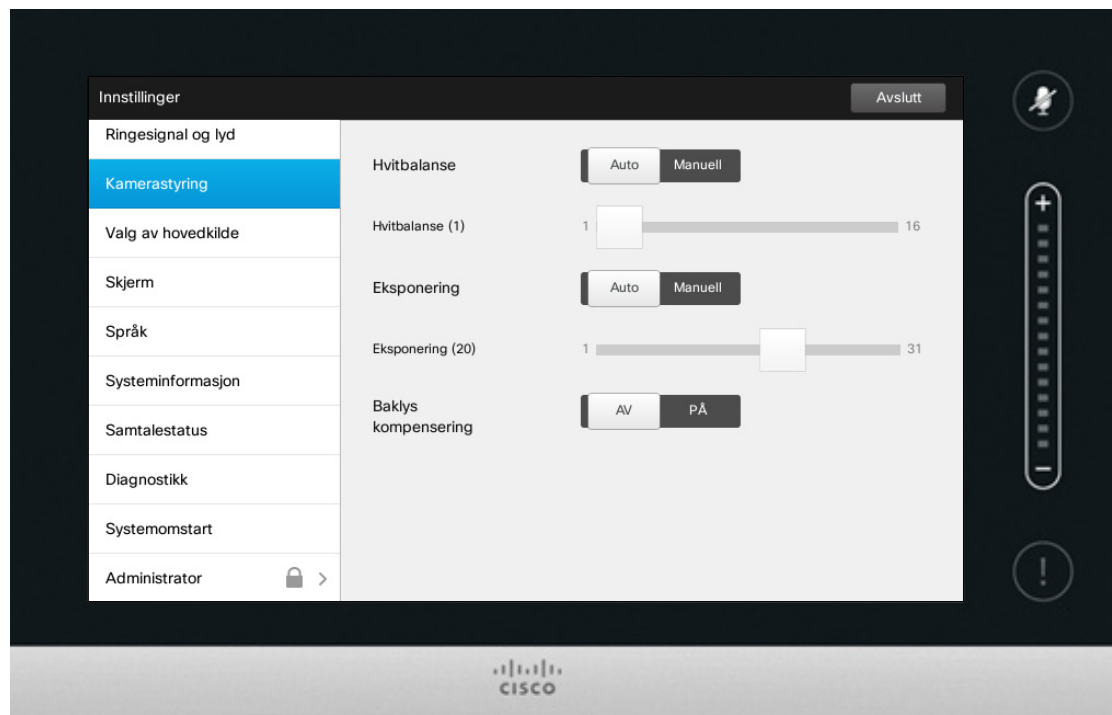 Innstillinger
Avslutt
Ringesignal og lyd
Kamerastyring
Valg av hovedkilde
Skjerm
Språk
Systeminformasjon
Samtalestatus
Diagnostikk
Systemomstart
Administrator
Hvitbalanse
Auto
Manuell
Hvitbalanse (1)
1
16
Eksponering
Auto
Manuell
Eksponering (20)
1
31
Baklys
kompensering
AV
PÅ
+
−
!
CISCO